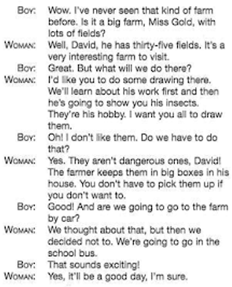 BOY: Wow. I've never seen that kind of farm
before. Is it a big farm, Miss Gold, with
lots of fields?
WOMAN: Well, David, he has thirty-five fields. It's a
very interesting farm to visit.
BOY: Great. But what will we do there?
WOMAN: I'd like you to do some drawing there.
We'll learn about his work first and then
he's going to show you his insects.
They're his hobby. I want you all to draw
them.
BOY: Oh! I don't like them. Do we have to do
that?
WOMAN: Yes. They aren't dangerous ones, David!
The farmer keeps them in big boxes in his
house. You don't have to pick them up if
you don't want to.
BOY: Good! And are we going to go to the farm
by car?
WOMAN: We thought about that, but then we
decided not to. We're going to go in the
school bus.
BOY: That sounds exciting!
WOMAN: Yes, it'll be a good day, I'm sure.